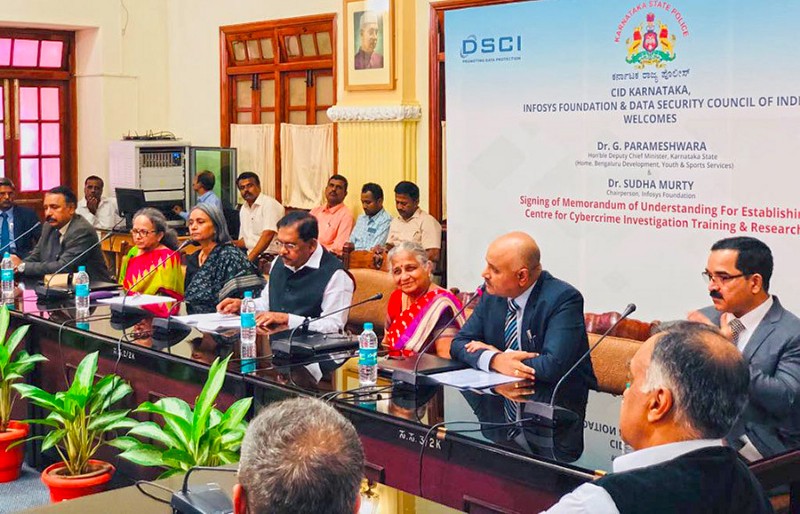 DSCI
PROMOTING DATA PROTECTION
KARNATAKA STATE POLICE
ಕರ್ನಾಟಕ ರಾಜ್ಯ ಪೊಲೀಸ್
CID KARNATAKA,
INFOSYS FOUNDATION & DATA SECURITY COUNCIL OF INDI
WELCOMES
Dr. G. PARAMESHWARA
Hon'ble Deputy Chief Minister, Karnataka State
(Home, Bengaluru Development, Youth & Sports Services)
&
Dr. SUDHA MURTY
Chairperson, Infosys Foundation
Signing of Memorandum of Understanding For Establishin
Centre for Cybercrime Investigation Training & Research
ಸಿ.ಸಿ.3/2K